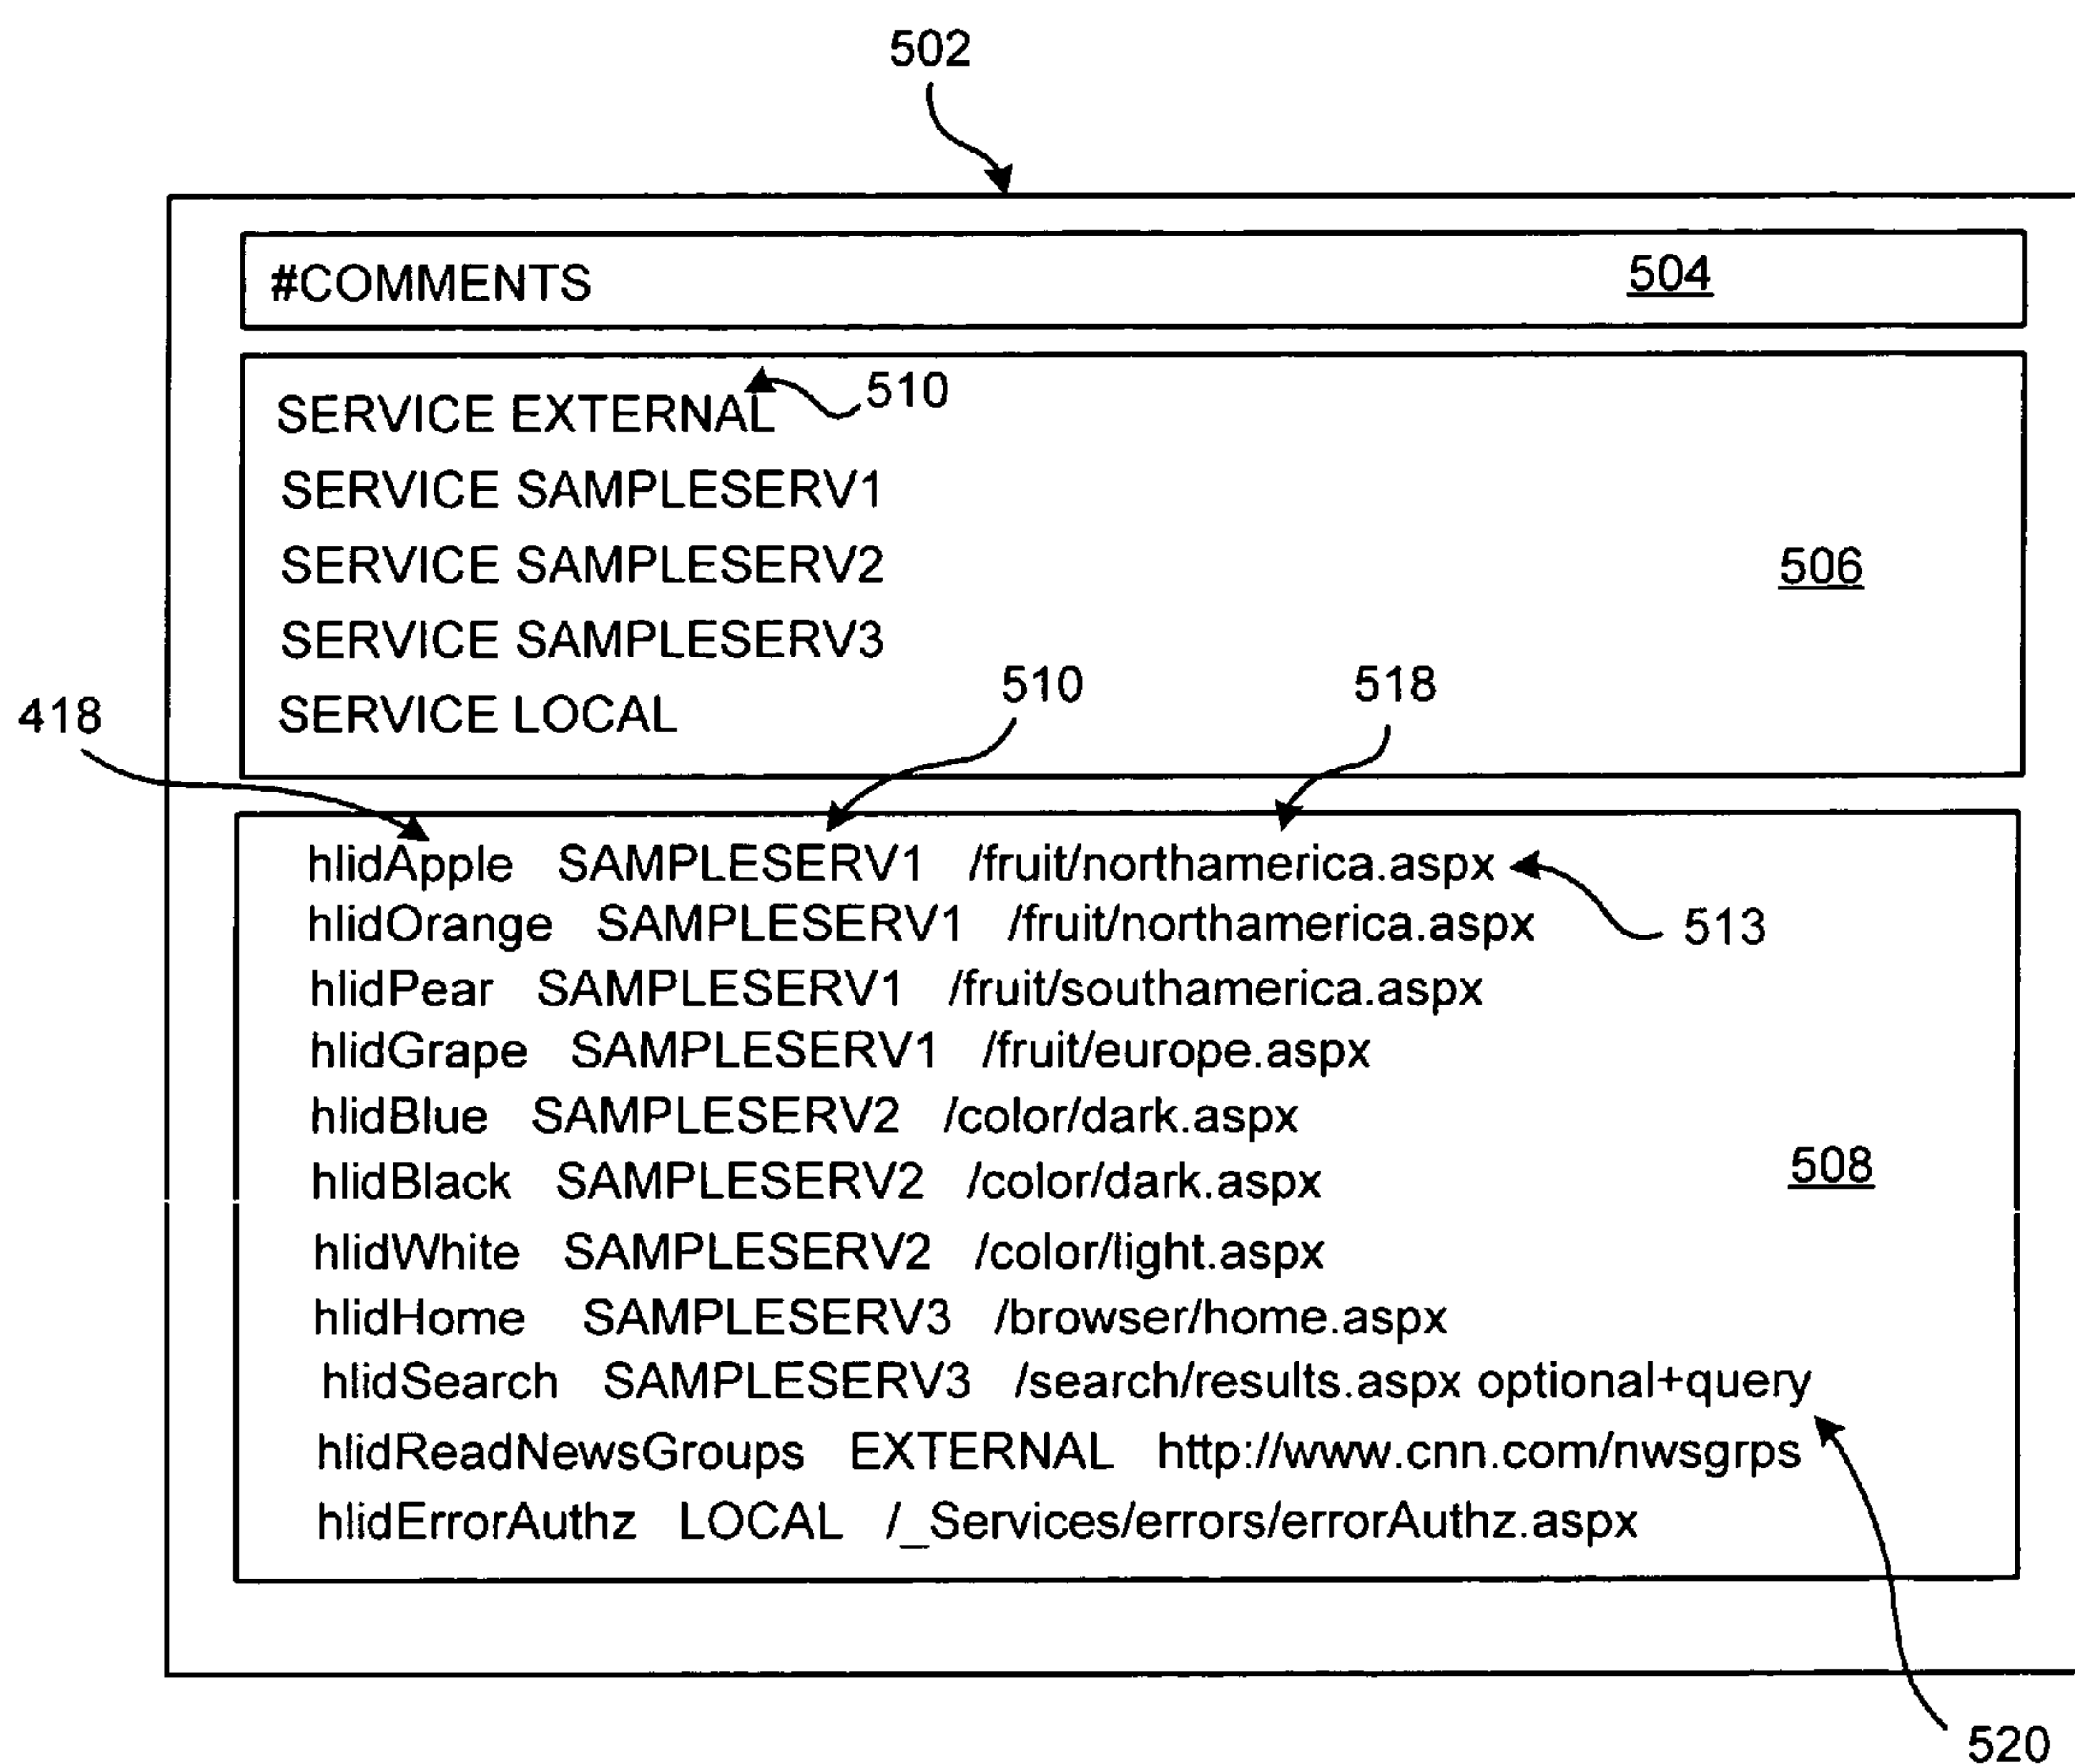 502
#COMMENTS 504
SERVICE EXTERNAL 510
SERVICE SAMPLESERV1
SERVICE SAMPLESERV2
506
SERVICE SAMPLESERV3
SERVICE LOCAL
418
510
518
hlidApple SAMPLESERV1 /fruit/northamerica.aspx
hlidOrange SAMPLESERV1 /fruit/northamerica.aspx
513
hlidPear SAMPLESERV1 /fruit/southamerica.aspx
hlidGrape SAMPLESERV1 /fruit/europe.aspx
hlidBlue SAMPLESERV2 /color/dark.aspx
hlidBlack SAMPLESERV2 /color/dark.aspx
508
hlidWhite SAMPLESERV2 /color/light.aspx
hlidHome SAMPLESERV3 /browser/home.aspx
hlidSearch SAMPLESERV3 /search/results.aspx optional+query
hlidReadNewsGroups EXTERNAL http://www.cnn.com/nwsgrps
hlidErrorAuthz LOCAL /_Services/errors/errorAuthz.aspx
520